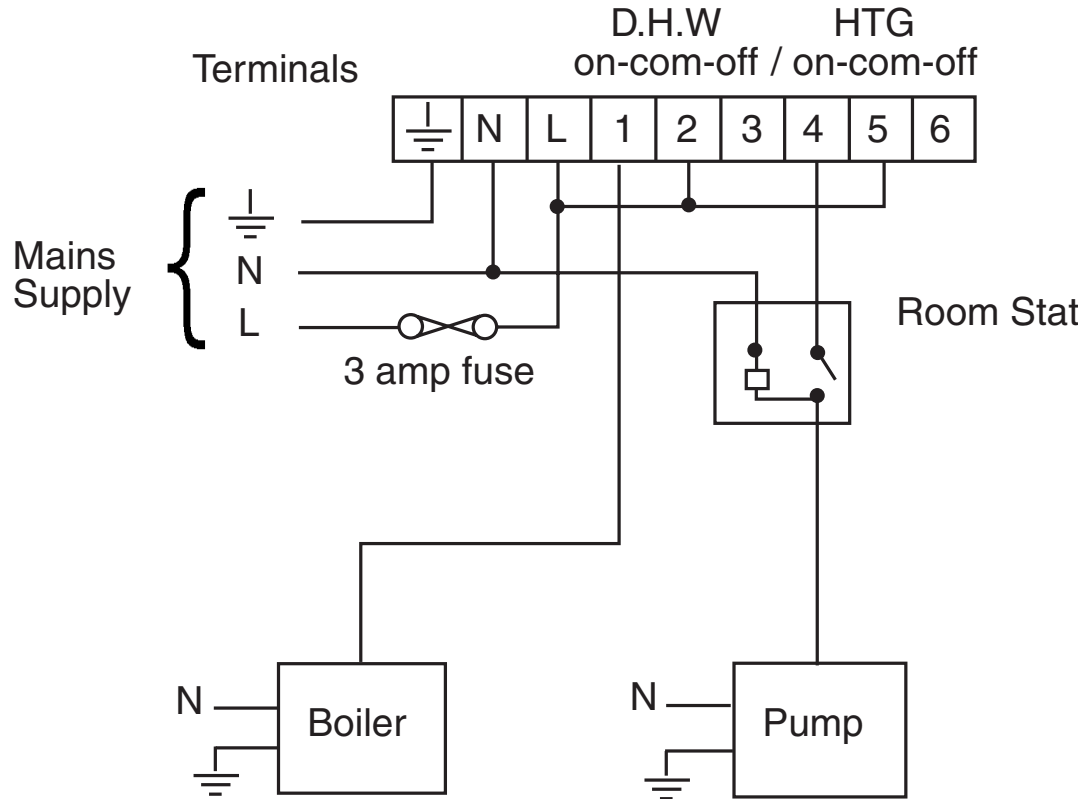 D.H.W HTG
on-com-off / on-com-off
Terminals
N L 1 2 3 4 5 6
Mains
Supply
N
L
3 amp fuse
Room Stat
N
Boiler
N
Pump